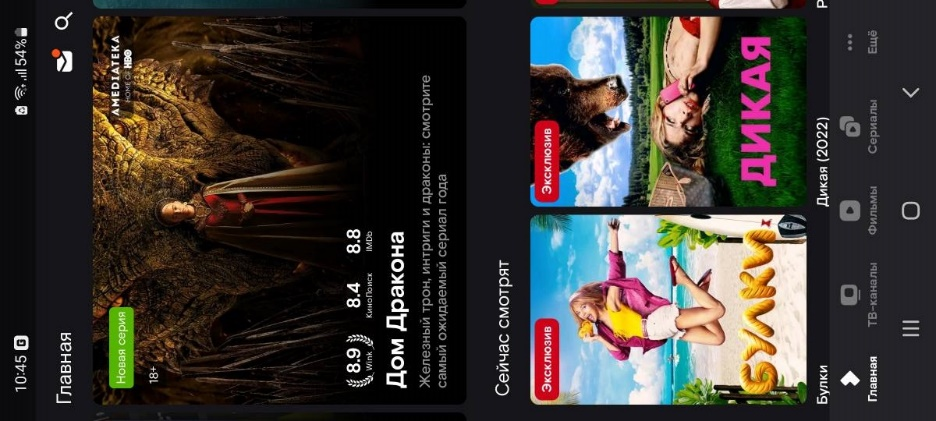 10:45
54%
Главная
Новая серия
18+
AMEDIATEKA
HOME OF HBO
8.9
Wink
8.4
КиноПоиск
8.8
IMDb
Дом Дракона
Железный трон, интриги и драконы: смотрите
самый ожидаемый сериал года
Сейчас смотрят
Эксклюзив
БУЛКИ
Булки
Эксклюзив
ДИКАЯ
Дикая (2022)
Р
Главная
ТВ-каналы
Фильмы
Сериалы
Ещё